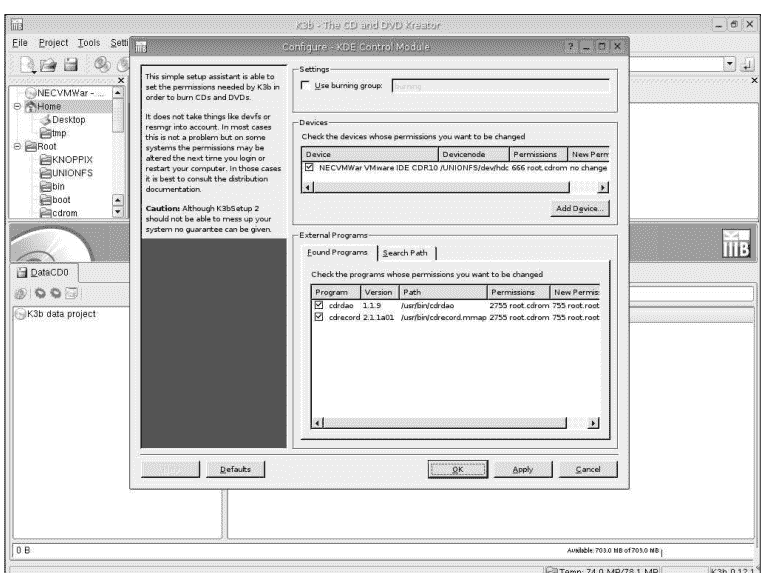 K3b - The CD and DVD Kreator
File Project Tools Setti
NECVMWar - ...
Home
Desktop
tmp
Root
KNOPPIX
UNIONFS
bin
boot
cdrom
DataCD0
K3b data project
Configure - KDE Control Module
This simple setup assistant is able to
set the permissions needed by K3b in
order to burn CDs and DVDs.
It does not take things like devfs or
resmgr into account. In most cases
this is not a problem but on some
systems the permissions may be
altered the next time you login or
restart your computer. In those cases
it is best to consult the distribution
documentation.
Caution: Although K3bSetup 2
should not be able to mess up your
system no guarantee can be given.
Settings
Use burning group: burning
Devices
Check the devices whose permissions you want to be changed
Device Devicenode Permissions New Perm
NECVMWar VMware IDE CDR10 /UNIONFS/dev/hdc 666 root.cdrom no change
Add Device...
External Programs
Found Programs Search Path
Check the programs whose permissions you want to be changed
Program Version Path Permissions New Permis
cdrdao 1.1.9 /usr/bin/cdrdao 2755 root.cdrom 755 root.root
cdrecord 2.1.1a01 /usr/bin/cdrecord.mmap 2755 root.cdrom 755 root.root
Defaults OK Apply Cancel
0 B
Available: 703.0 MB of 703.0 MB
Temp: 74.0 MB/78.1 MB K3b 0.12.1